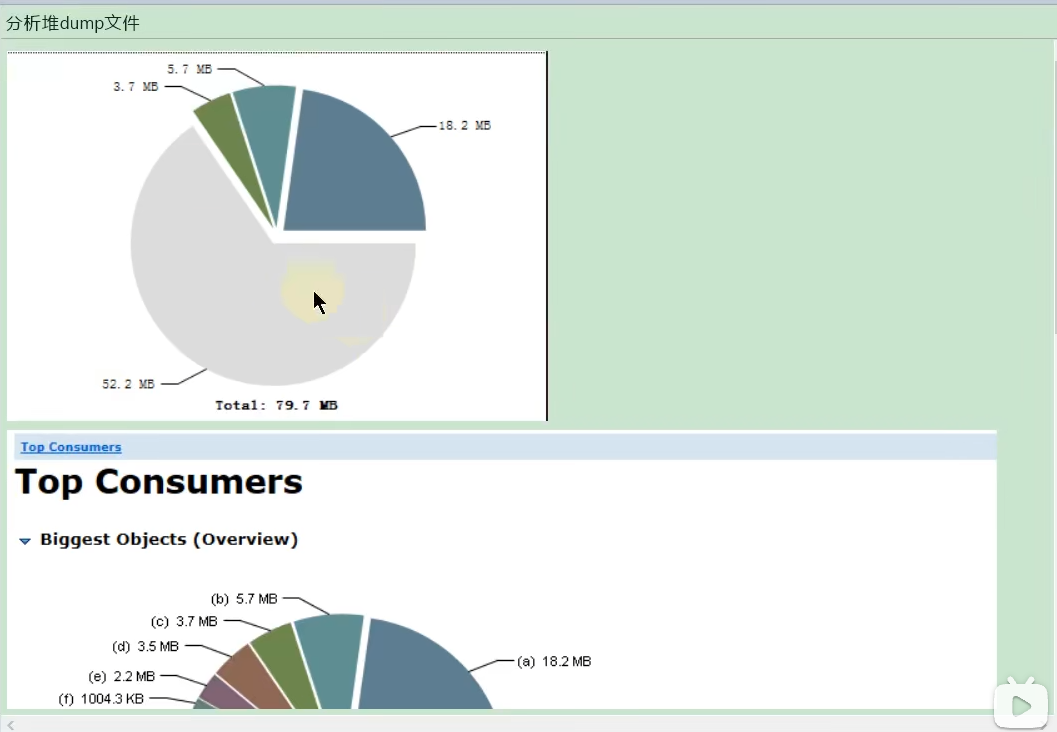 分析堆dump文件
5.7 MB
3.7 MB
18.2 MB
52.2 MB
Total: 79.7 MB
Top Consumers
Top Consumers
Biggest Objects (Overview)
(b) 5.7 MB
(c) 3.7 MB
(d) 3.5 MB
(a) 18.2 MB
(e) 2.2 MB
(f) 1004.3 KB